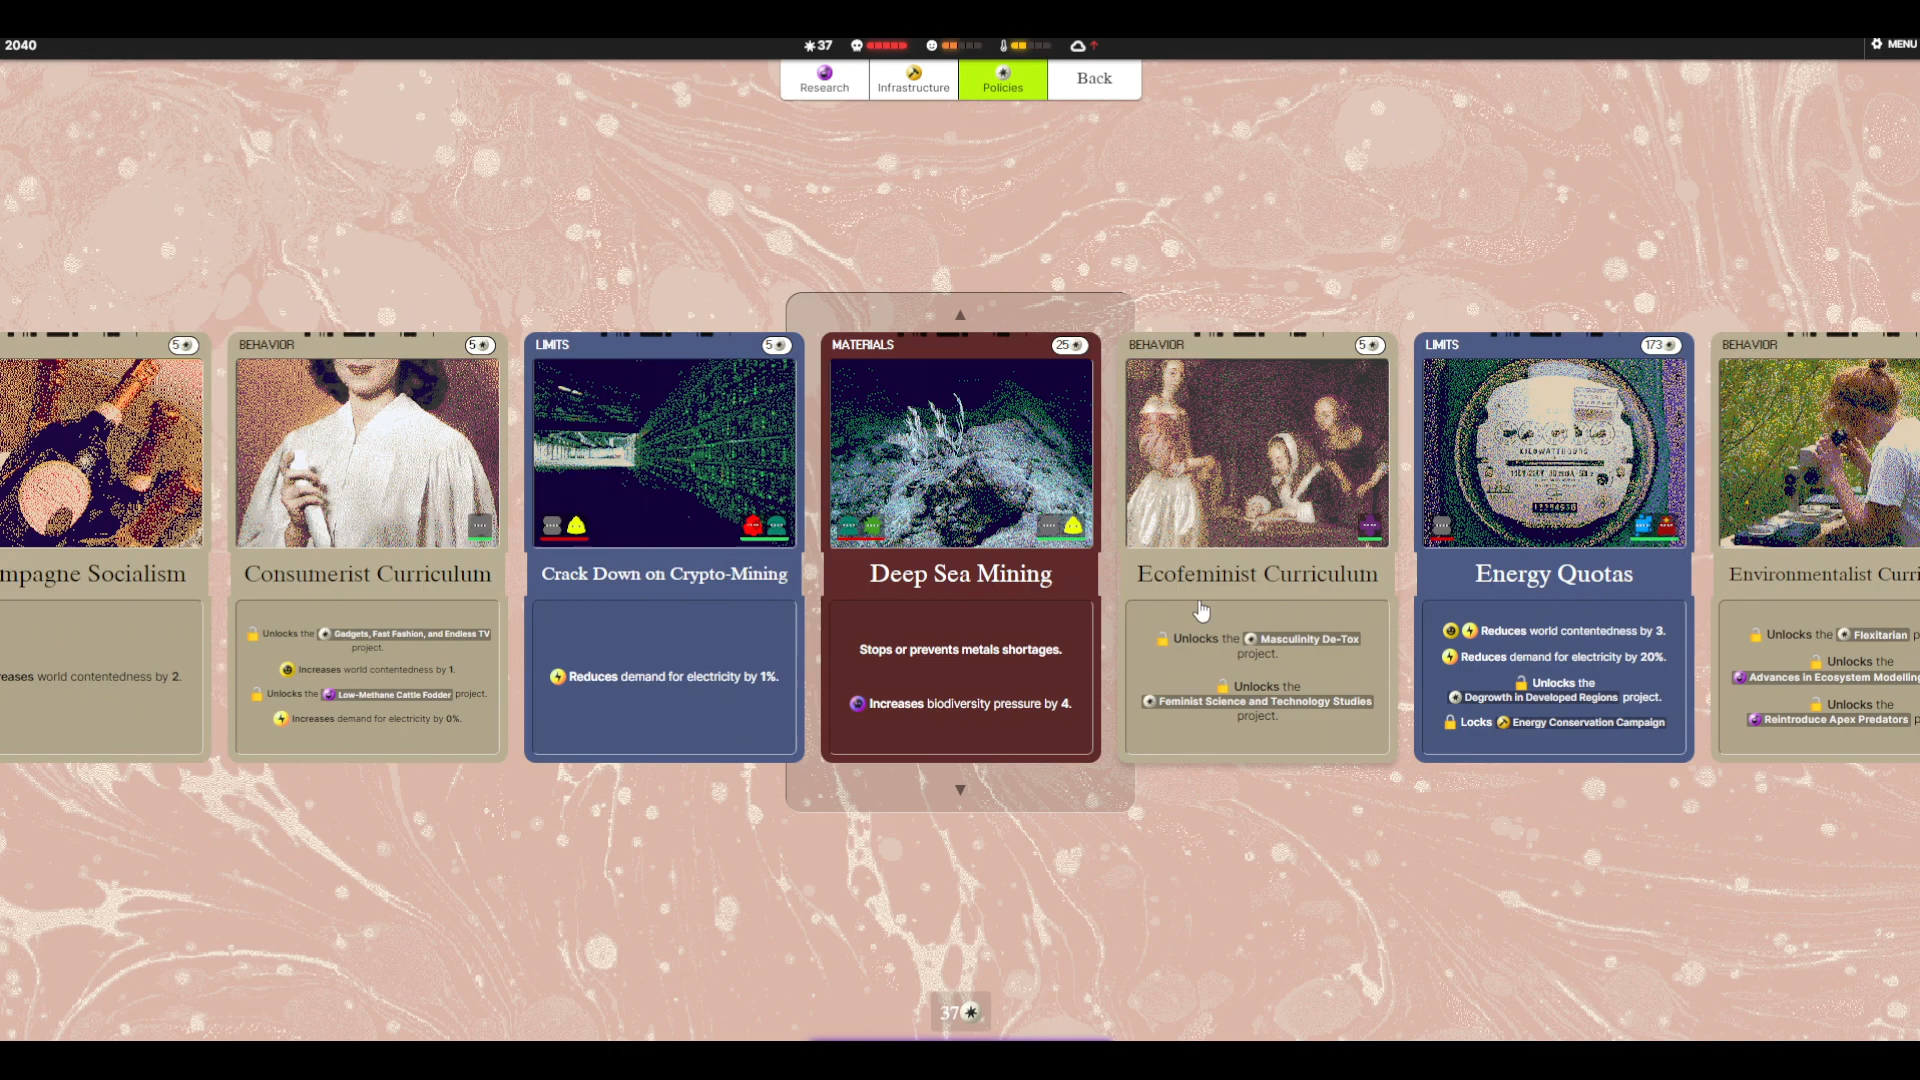 2040
37
MENU
Research
Infrastructure
Policies
Back
5
BEHAVIOR 5
LIMITS 5
MATERIALS 25
BEHAVIOR 5
LIMITS 173
BEHAVIOR
KILOWATTHOURS
mpagne Socialism
Consumerist Curriculum
Crack Down on Crypto-Mining
Deep Sea Mining
Ecofeminist Curriculum
Energy Quotas
Environmentalist Curri
reases world contentedness by 2.
Unlocks the Gadgets, Fast Fashion, and Endless TV
project.
Increases world contentedness by 1.
Unlocks the Low-Methane Cattle Fodder project.
Increases demand for electricity by 0%.
Reduces demand for electricity by 1%.
Stops or prevents metals shortages.
Increases biodiversity pressure by 4.
Unlocks the Masculinity De-Tox
project.
Unlocks the
Feminist Science and Technology Studies
project.
Reduces world contentedness by 3.
Reduces demand for electricity by 20%.
Unlocks the
Degrowth in Developed Regions project.
Locks Energy Conservation Campaign
Unlocks the Flexitarian p
Unlocks the
Advances in Ecosystem Modelling
Unlocks the
Reintroduce Apex Predators p
37